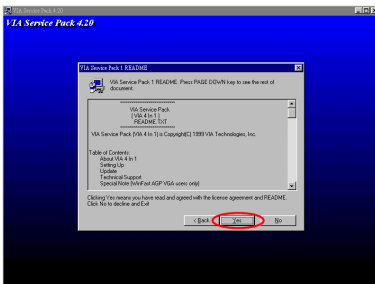 VIA Service Pack 4.20
VIA Service Pack 4.20
VIA Service Pack 1 README
VIA Service Pack 1 README. Press PAGE DOWN key to see the rest of
document.
VIA Service Pack
( VIA 4 In 1 )
README.TXT
VIA Service Pack (VIA 4 In 1) is Copyright(C) 1999 VIA Technologies, Inc.
Table of Contents:
About VIA 4 In 1
Setting Up
Update
Technical Support
Special Note (WinFast AGP VGA users only)
Clicking Yes means you have read and agreed with the license agreement and README.
Click No to decline and Exit
< Back
Yes
No